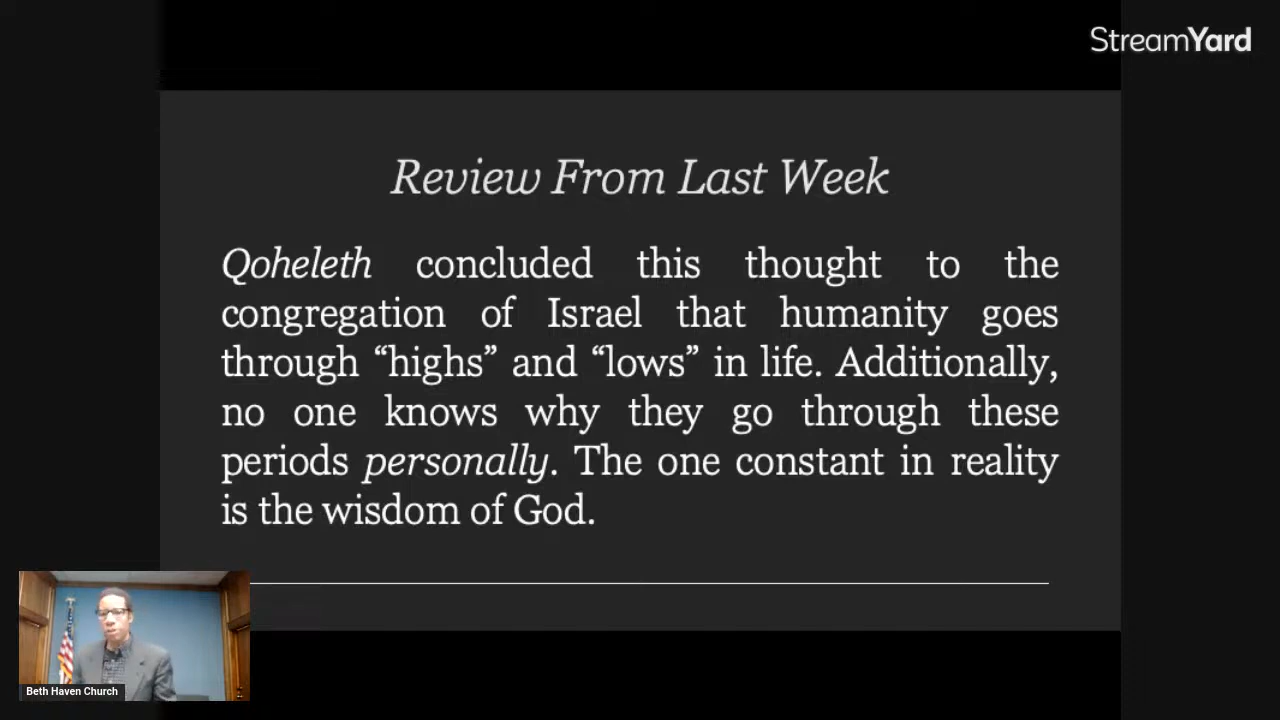 StreamYard
Review From Last Week
Qoheleth concluded this thought to the
congregation of Israel that humanity goes
through “highs” and “lows” in life. Additionally,
no one knows why they go through these
periods personally. The one constant in reality
is the wisdom of God.
Beth Haven Church